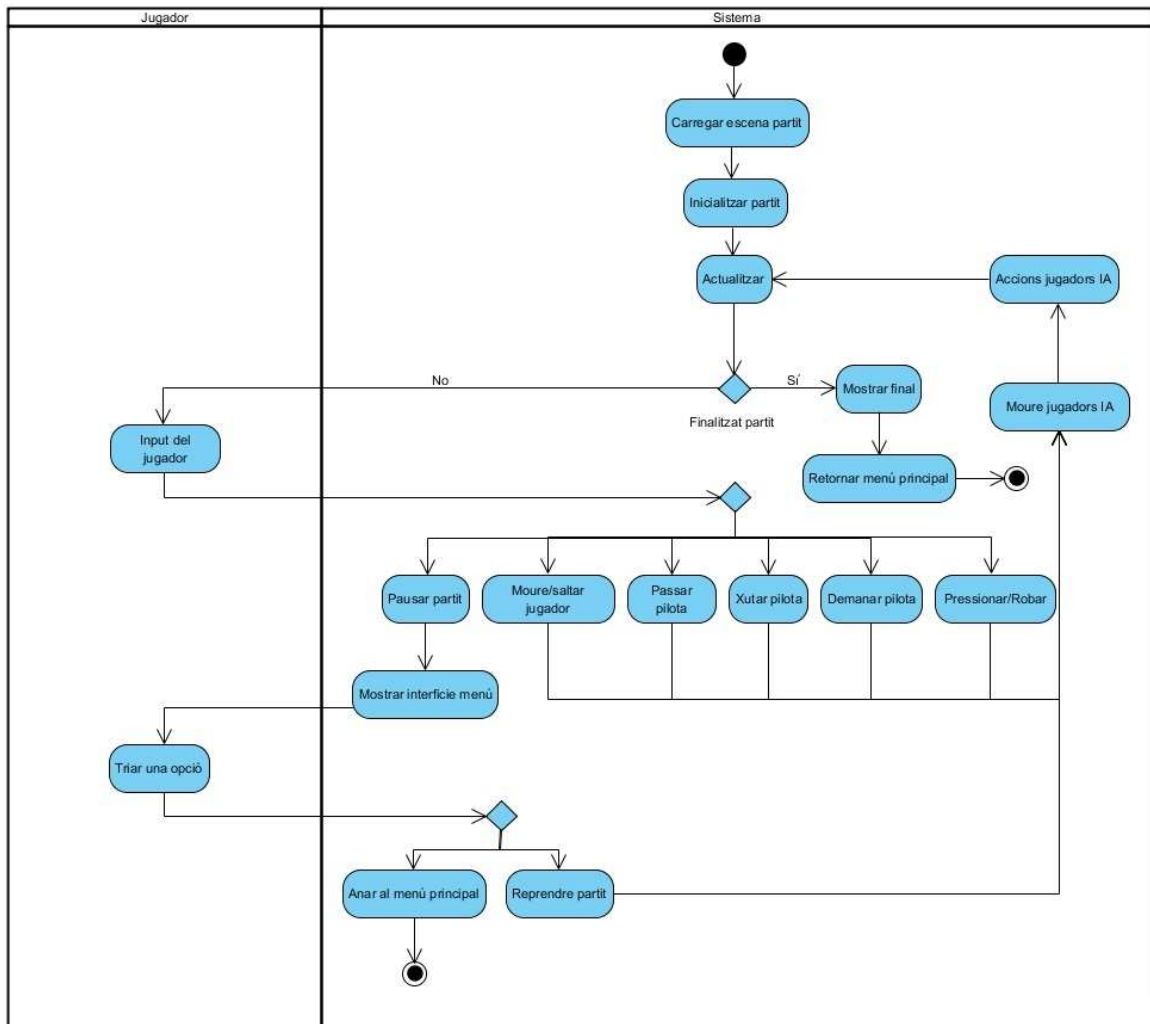 Jugador
Sistema
Carregar escena partit
Inicialitzar partit
Actualitzar
Accions jugadors IA
No
Sí
Mostrar final
Moure jugadors IA
Finalitzat partit
Input del
jugador
Retornar menú principal
Pausar partit
Moure/saltar
jugador
Passar
pilota
Xutar pilota
Demanar pilota
Pressionar/Robar
Mostrar interfície menú
Triar una opció
Anar al menú principal
Reprendre partit